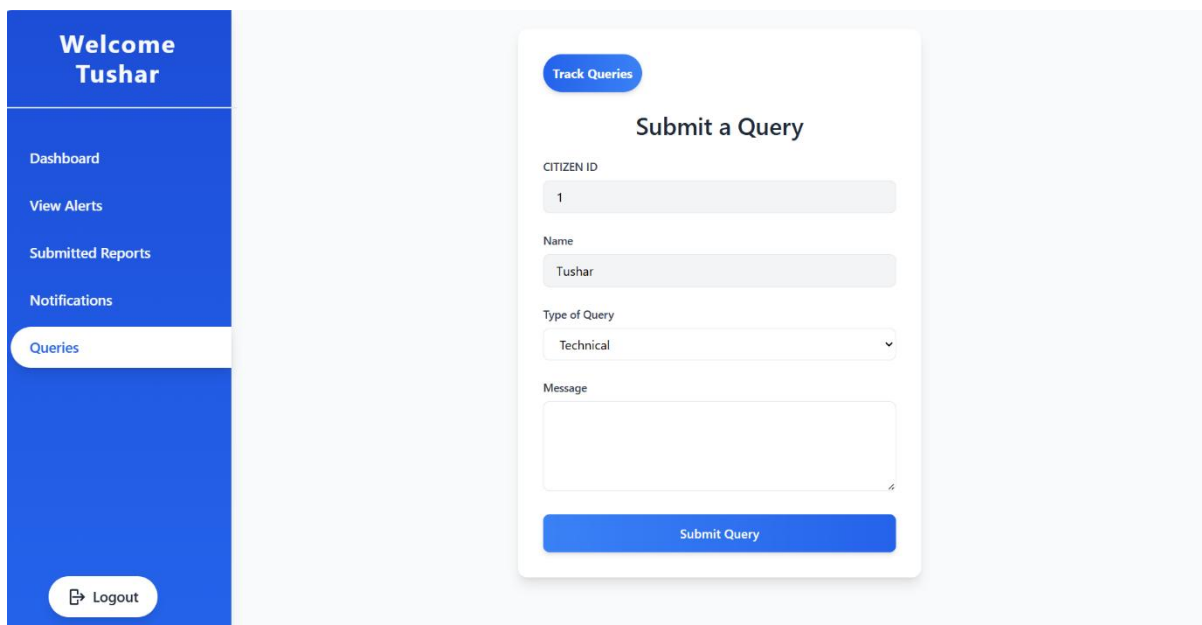 Welcome
Tushar
Dashboard
View Alerts
Submitted Reports
Notifications
Queries
Logout
Track Queries
Submit a Query
CITIZEN ID
1
Name
Tushar
Type of Query
Technical
Message
Submit Query